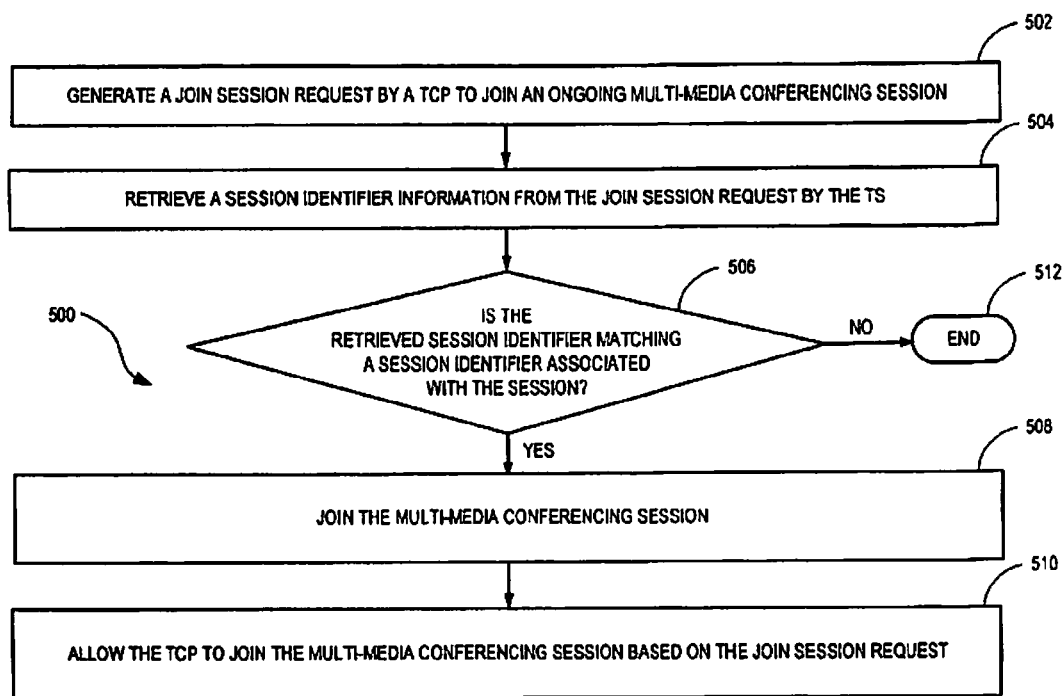 502
GENERATE A JOIN SESSION REQUEST BY A TCP TO JOIN AN ONGOING MULTI-MEDIA CONFERENCING SESSION
504
RETRIEVE A SESSION IDENTIFIER INFORMATION FROM THE JOIN SESSION REQUEST BY THE TS
506
512
500
IS THE
RETRIEVED SESSION IDENTIFIER MATCHING
A SESSION IDENTIFIER ASSOCIATED
WITH THE SESSION?
NO
END
YES
508
JOIN THE MULTI-MEDIA CONFERENCING SESSION
510
ALLOW THE TCP TO JOIN THE MULTI-MEDIA CONFERENCING SESSION BASED ON THE JOIN SESSION REQUEST